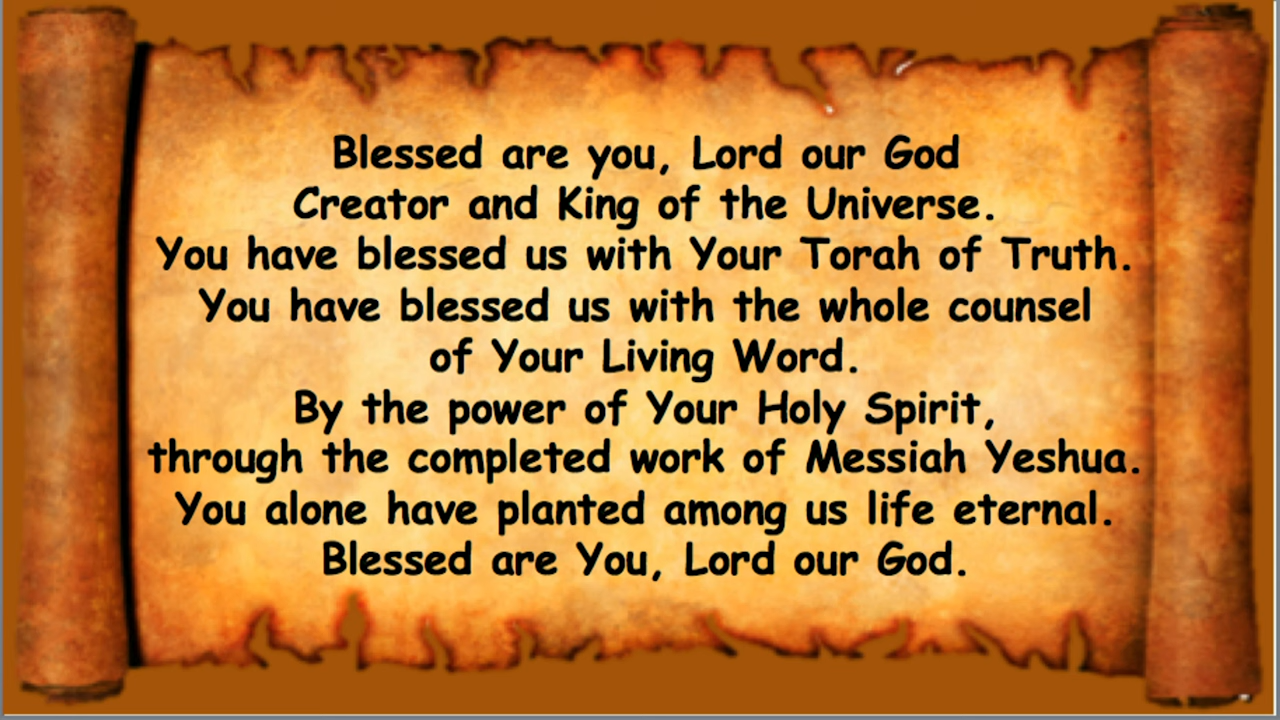 Blessed are you, Lord our God
Creator and King of the Universe.
You have blessed us with Your Torah of Truth.
You have blessed us with the whole counsel
of Your Living Word.
By the power of Your Holy Spirit,
through the completed work of Messiah Yeshua.
You alone have planted among us life eternal.
Blessed are You, Lord our God.